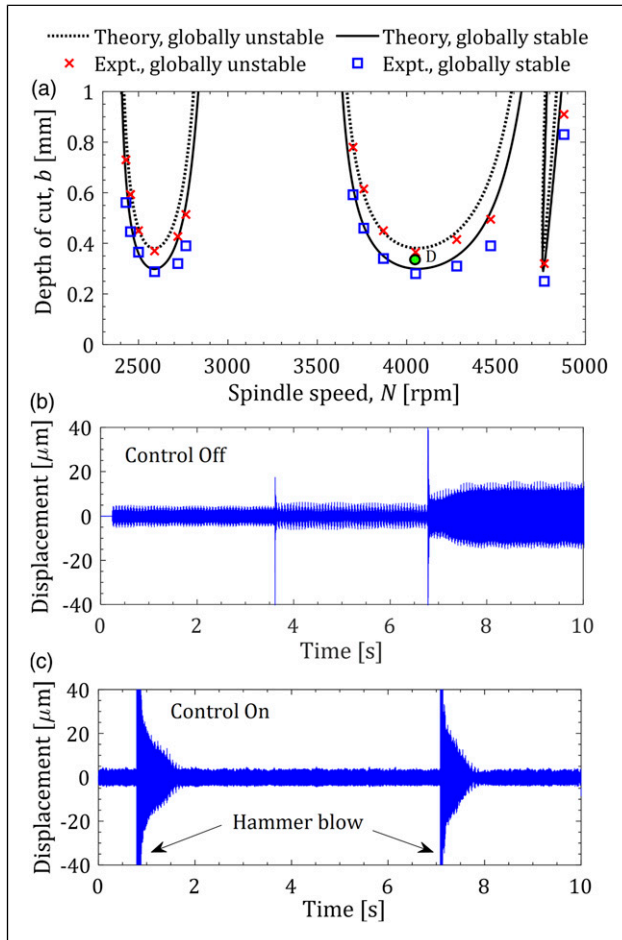 Theory, globally unstable
Theory, globally stable
Expt., globally unstable
Expt., globally stable
(a)
1
0.8
0.6
0.4
0.2
0
Depth of cut, b [mm]
D
2500
3000
3500
4000
4500
5000
Spindle speed, N [rpm]
(b)
40
20
0
-20
-40
Displacement [μm]
Control Off
0
2
4
6
8
10
Time [s]
(c)
40
20
0
-20
-40
Displacement [μm]
Control On
Hammer blow
0
2
4
6
8
10
Time [s]